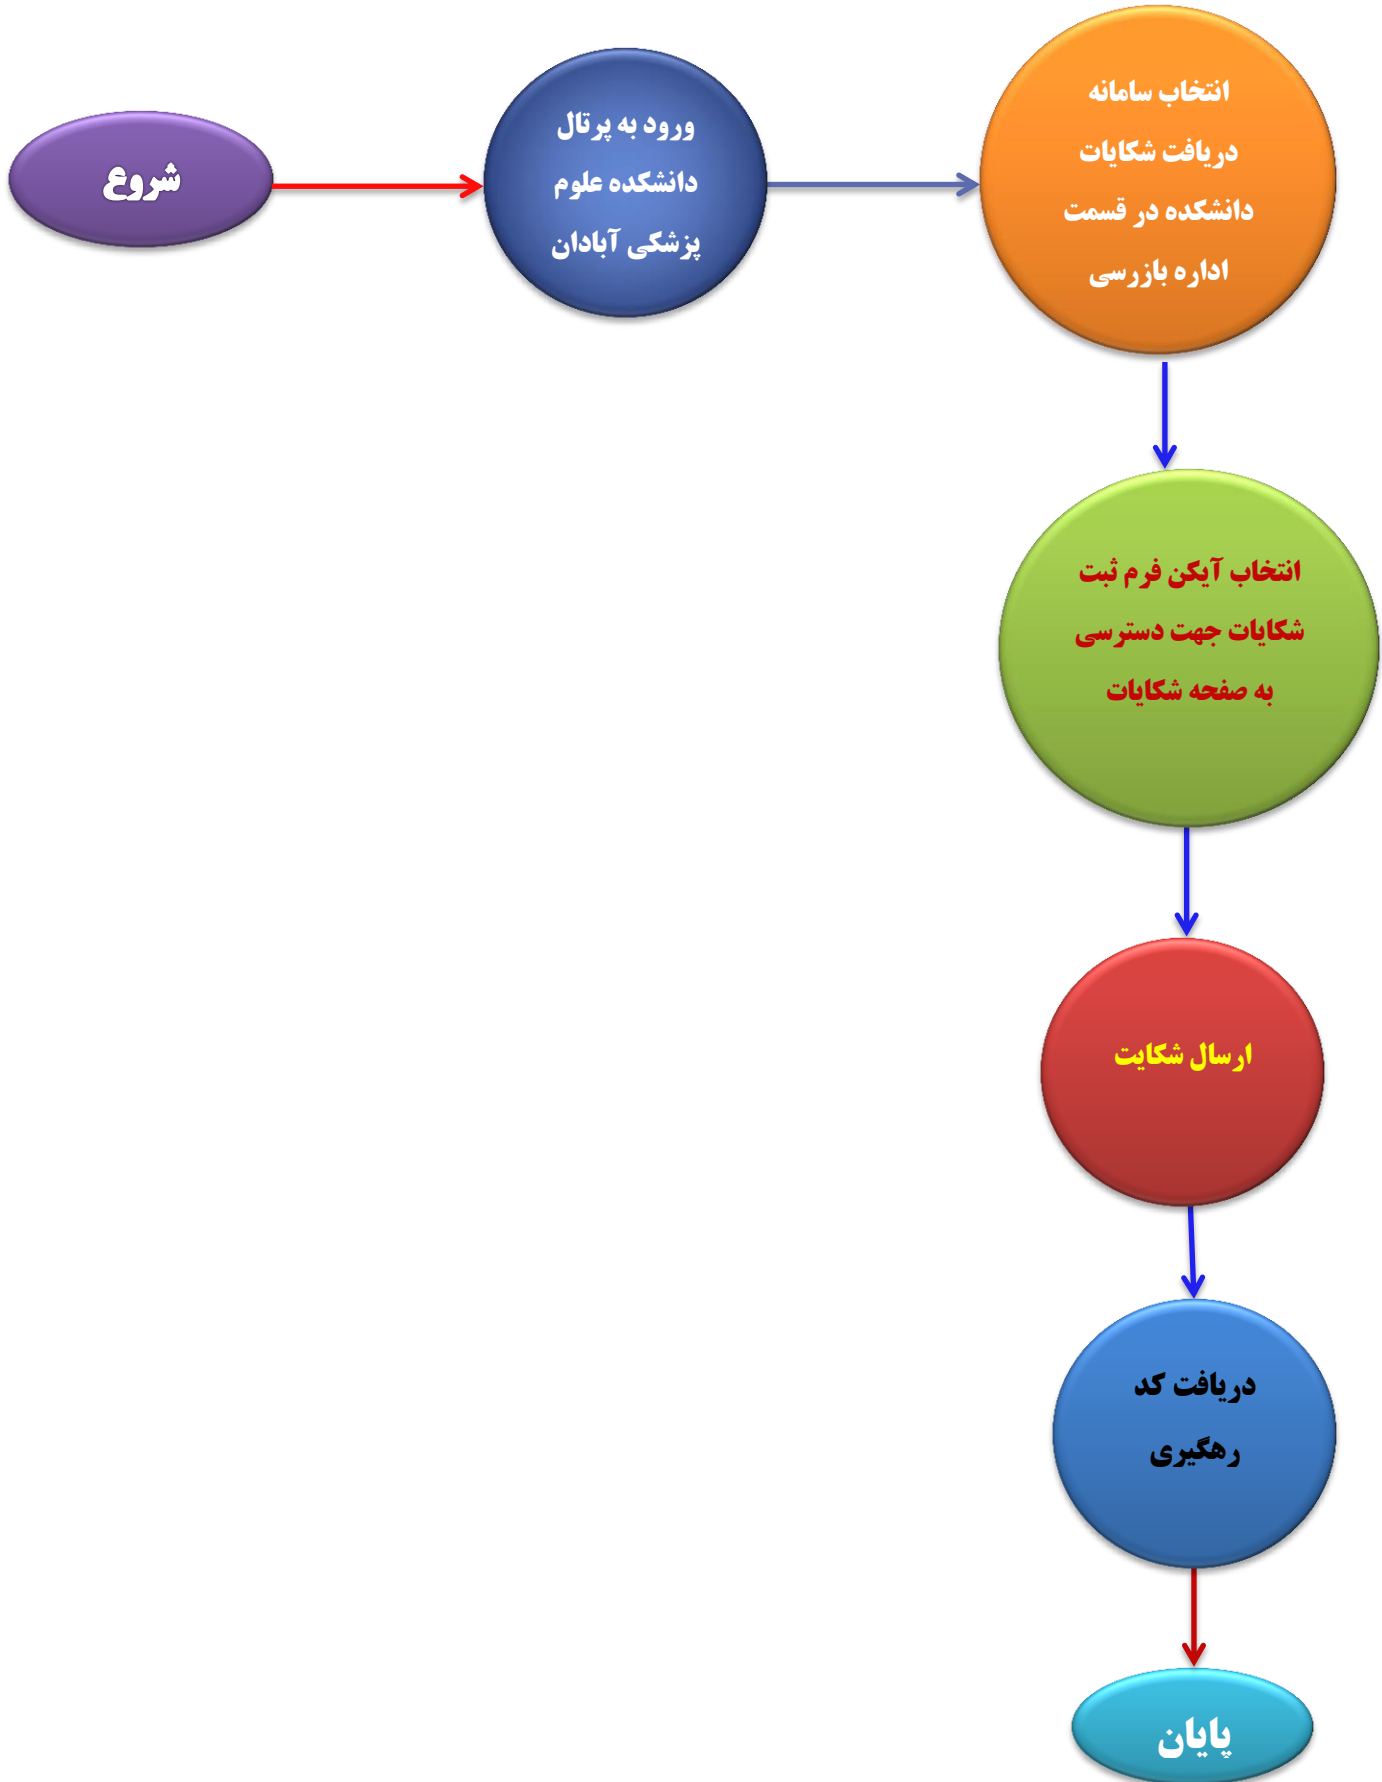 شروع
ورود به پرتال
دانشکده علوم
پزشکی آبادان
انتخاب سامانه
دریافت شکایات
دانشکده در قسمت
اداره بازرسی
انتخاب آیکن فرم ثبت
شکایات جهت دسترسی
به صفحه شکایات
ارسال شکایت
دریافت کد
رهگیری
پایان